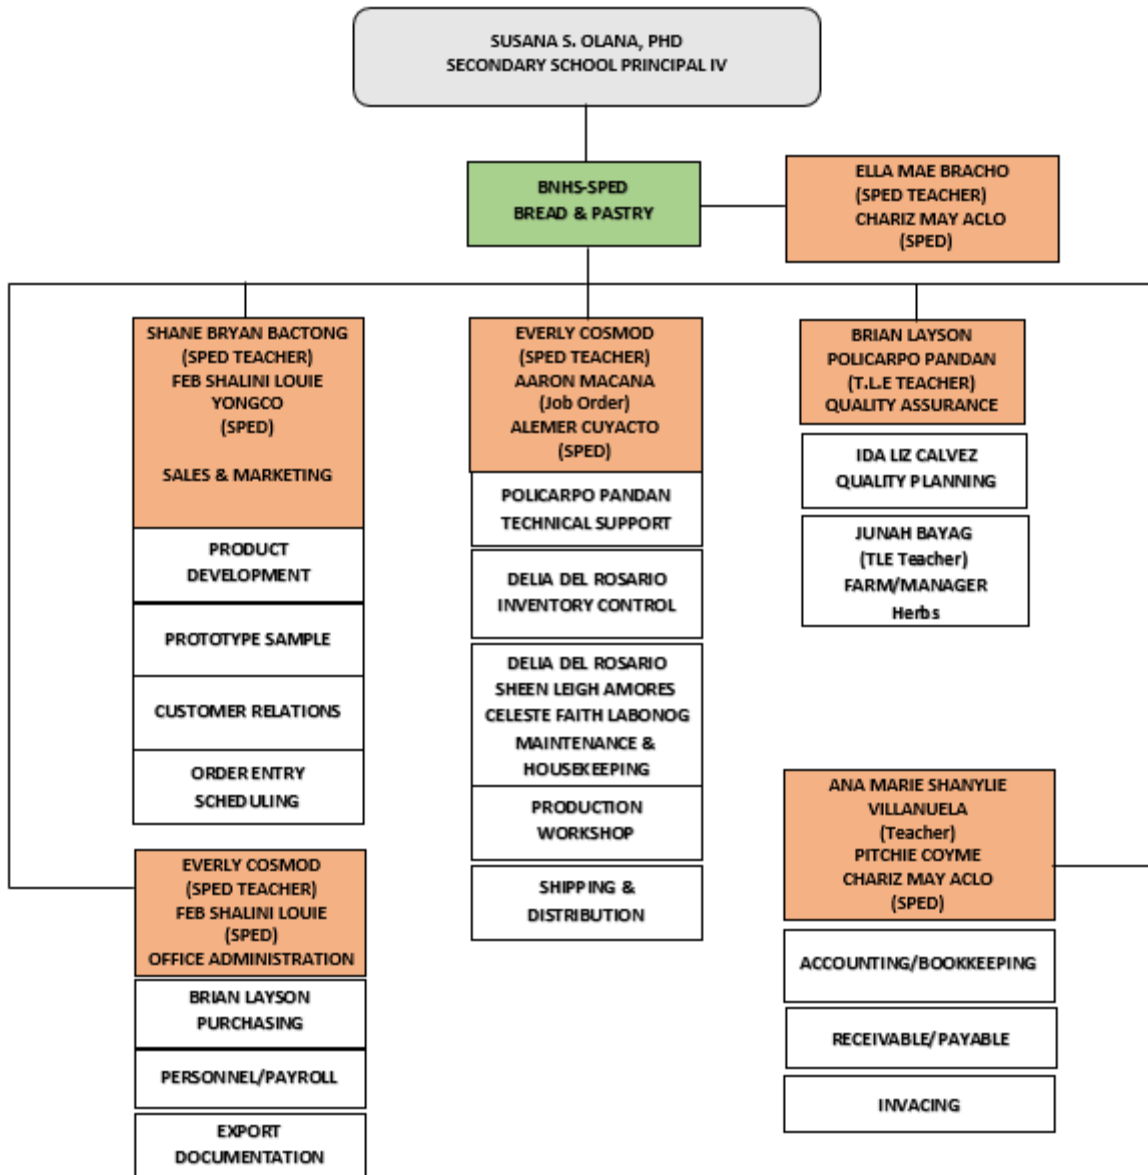 SUSANA S. OLANA, PHD
SECONDARY SCHOOL PRINCIPAL IV
BNHS-SPED
BREAD & PASTRY
ELLA MAE BRACHO
(SPED TEACHER)
CHARIZ MAY ACLO
(SPED)
SHANE BRYAN BACTONG
(SPED TEACHER)
FEB SHALINI LOUIE
YONGCO
(SPED)
SALES & MARKETING
PRODUCT
DEVELOPMENT
PROTOTYPE SAMPLE
CUSTOMER RELATIONS
ORDER ENTRY
SCHEDULING
EVERLY COSMOD
(SPED TEACHER)
AARON MACANA
(Job Order)
ALEMER CUYACTO
(SPED)
POLICARPO PANDAN
TECHNICAL SUPPORT
DELIA DEL ROSARIO
INVENTORY CONTROL
DELIA DEL ROSARIO
SHEEN LEIGH AMORES
CELESTE FAITH LABONOG
MAINTENANCE &
HOUSEKEEPING
PRODUCTION
WORKSHOP
SHIPPING &
DISTRIBUTION
BRIAN LAYSON
POLICARPO PANDAN
(T.L.E TEACHER)
QUALITY ASSURANCE
IDA LIZ CALVEZ
QUALITY PLANNING
JUNAH BAYAG
(TLE Teacher)
FARM/MANAGER
Herbs
EVERLY COSMOD
(SPED TEACHER)
FEB SHALINI LOUIE
(SPED)
OFFICE ADMINISTRATION
BRIAN LAYSON
PURCHASING
PERSONNEL/PAYROLL
EXPORT
DOCUMENTATION
ANA MARIE SHANYLIE
VILLANUELA
(Teacher)
PITCHIE COYME
CHARIZ MAY ACLO
(SPED)
ACCOUNTING/BOOKKEEPING
RECEIVABLE/PAYABLE
INVACING